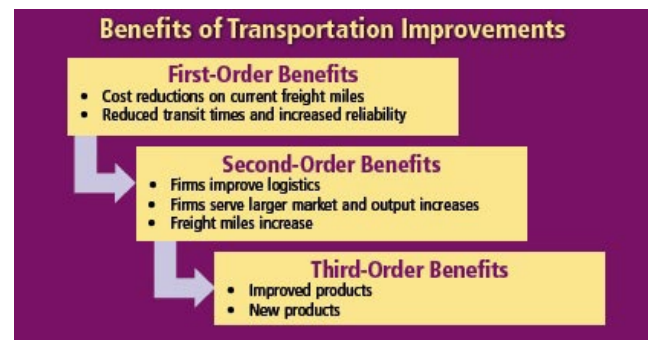 Benefits of Transportation Improvements
First-Order Benefits
• Cost reductions on current freight miles
• Reduced transit times and increased reliability
Second-Order Benefits
• Firms improve logistics
• Firms serve larger market and output increases
• Freight miles increase
Third-Order Benefits
• Improved products
• New products